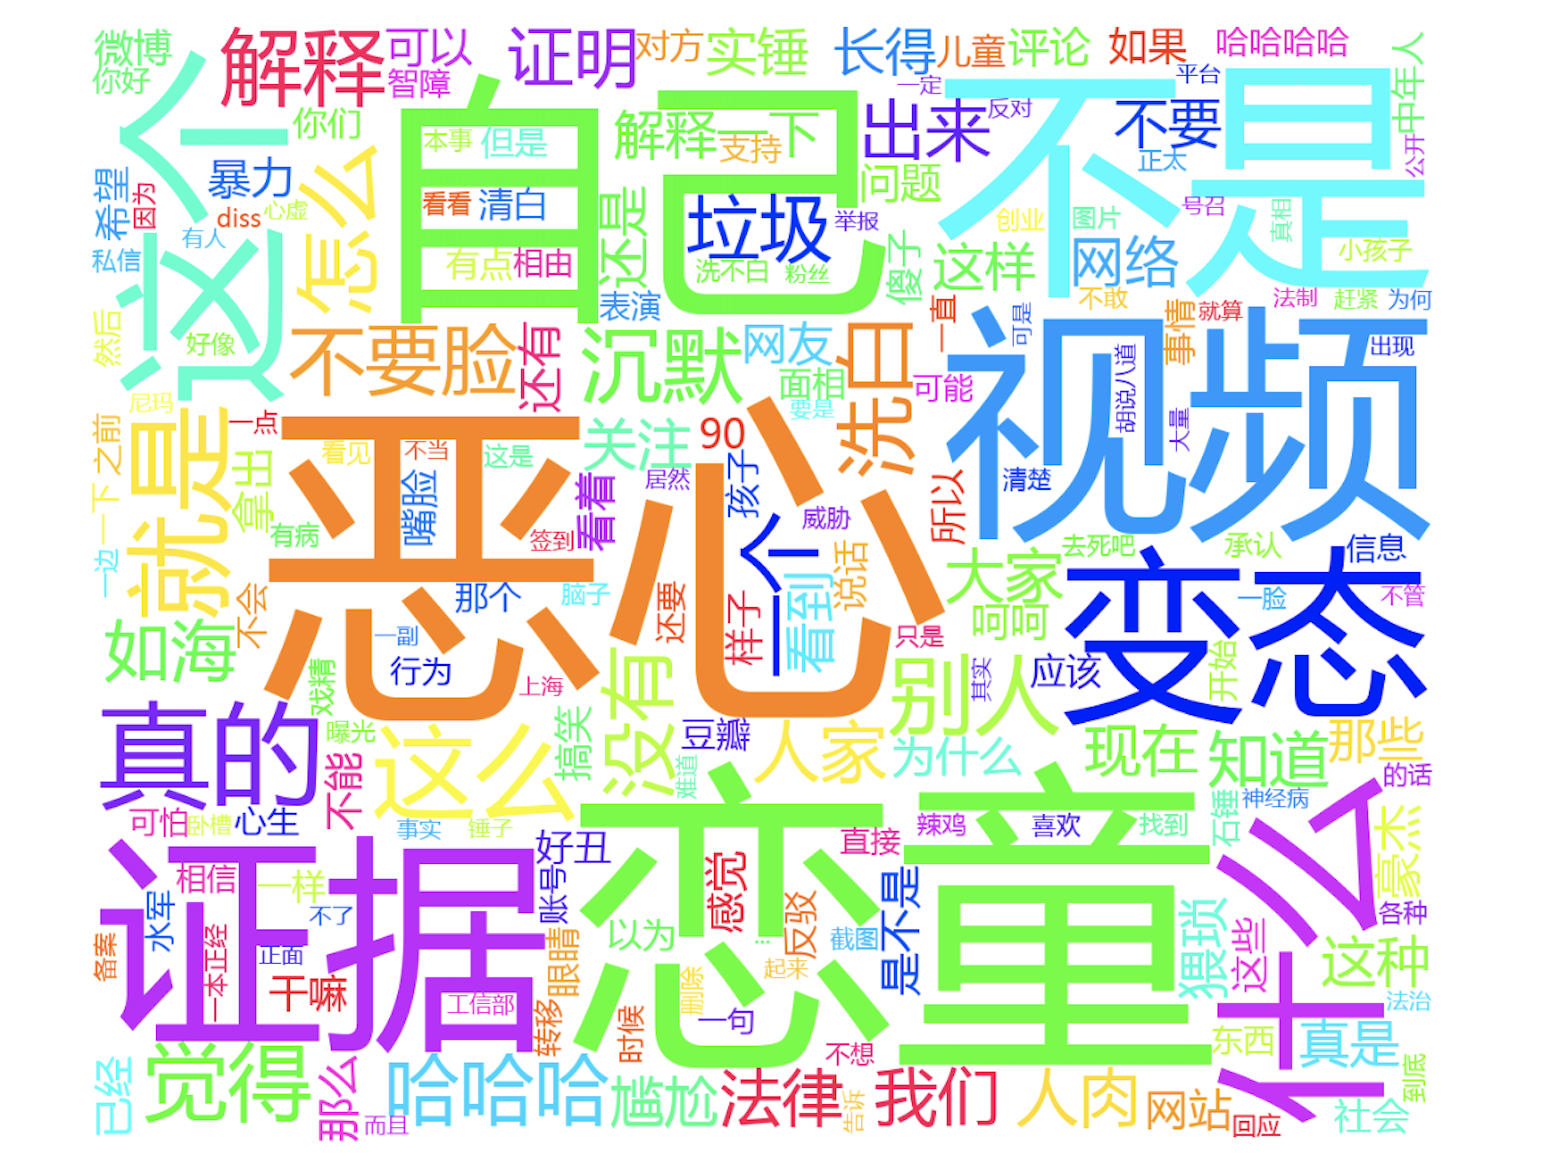 微博
你好
解释
可以
智障
证明
对方
实锤
长得
儿童
评论
如果
哈哈哈哈
中年人
平台
一定
反对
不要
正太
公开
这个
你们
自己
本事
但是
解释一下
支持
出来
不是
希望
因为
暴力
diss
心虚
有人
私信
怎么
看看
清白
有点
相由
还是
垃圾
举报
洗不白
粉丝
问题
傻子
这样
创业
图片
网络
号召
真相
小孩子
表演
不敢
法制
赶紧
为何
就算
然后
好像
不要脸
还有
沉默
网友
面相
要是
洗白
可能
一直
可是
视频
事情
出现
胡说八道
大量
尼玛
之前
一下
一点
就是
拿出
恶心
看见
不当
这是
嘴脸
有病
签到
看着
关注
90
居然
孩子
威胁
一个
看到
说话
所以
清楚
大家
去死吧
承认
信息
变态
一脸
不管
一边
不会
如海
那个
脑子
一副
行为
还要
样子
只是
呵呵
戏精
上海
没有
别人
其实
应该
开始
真的
曝光
不能
这么
搞笑
豆瓣
难道
人家
为什么
现在
知道
那些
的话
可怕
卧槽
心生
事实
锤子
好丑
直接
辣鸡
喜欢
找到
石锤
神经病
豪杰
各种
证据
相信
一样
水军
不了
备案
一本正经
正面
干嘛
账号
眼睛
工信部
转移
恋童
感觉
以为
反驳
截图
是不是
起来
删除
一句
时候
不想
猥琐
这些
什么
这种
法治
东西
真是
到底
已经
觉得
那么
而且
哈哈哈
尴尬
法律
告诉
我们
人肉
网站
回应
社会